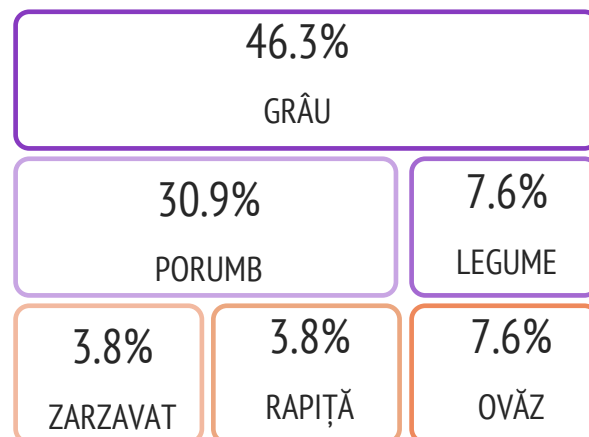 46.3%
GRÂU
30.9%
PORUMB
7.6%
LEGUME
3.8%
ZARZAVAT
3.8%
RAPIȚĂ
7.6%
OVĂZ